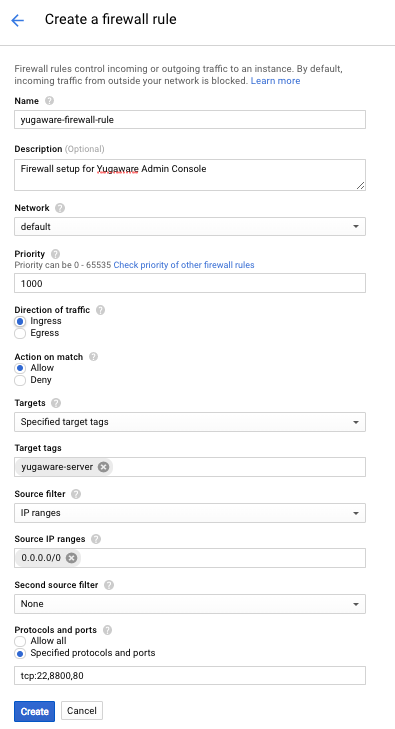 Create a firewall rule
Firewall rules control incoming or outgoing traffic to an instance. By default,
incoming traffic from outside your network is blocked. Learn more
Name ?
yugaware-firewall-rule
Description (Optional)
Firewall setup for Yugaware Admin Console
Network ?
default
Priority ?
Priority can be 0 - 65535 Check priority of other firewall rules
1000
Direction of traffic ?
Ingress
Egress
Action on match ?
Allow
Deny
Targets ?
Specified target tags
Target tags
yugaware-server
Source filter ?
IP ranges
Source IP ranges ?
0.0.0.0/0
Second source filter ?
None
Protocols and ports ?
Allow all
Specified protocols and ports
tcp:22,8800,80
Create Cancel